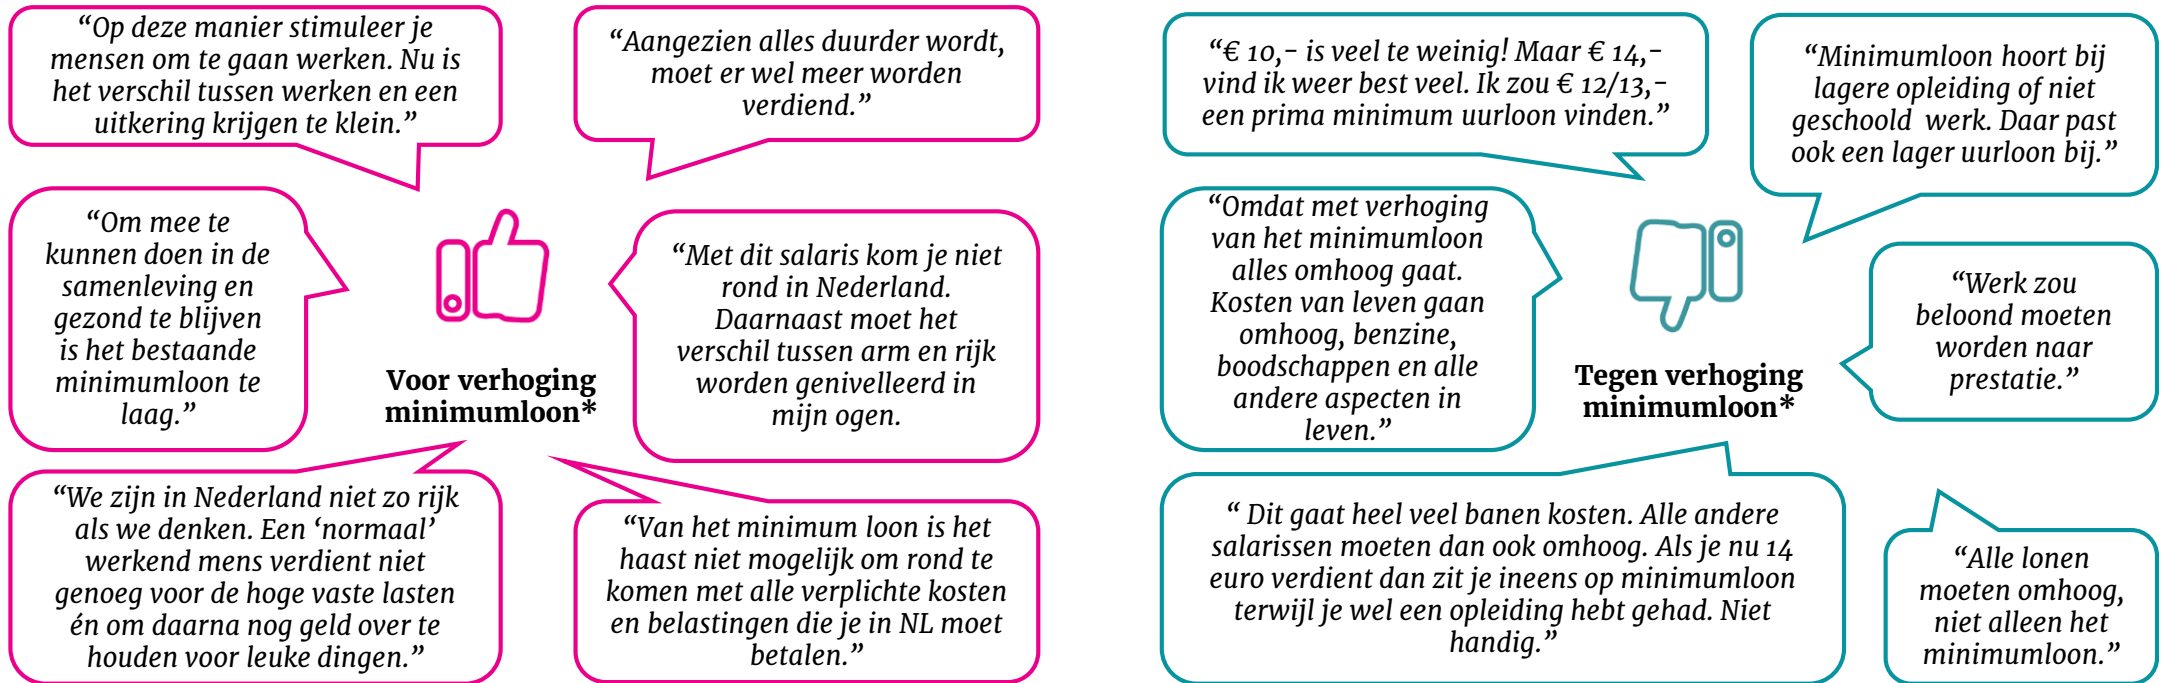 “Op deze manier stimuleer je
mensen om te gaan werken. Nu is
het verschil tussen werken en een
uitkering krijgen te klein.”
“Aangezien alles duurder wordt,
moet er wel meer worden
verdiend.”
“Om mee te
kunnen doen in de
samenleving en
gezond te blijven
is het bestaande
minimumloon te
laag.”
Voor verhoging
minimumloon*
“Met dit salaris kom je niet
rond in Nederland.
Daarnaast moet het
verschil tussen arm en rijk
worden genivelleerd in
mijn ogen.
“We zijn in Nederland niet zo rijk
als we denken. Een ‘normaal’
werkend mens verdient niet
genoeg voor de hoge vaste lasten
én om daarna nog geld over te
houden voor leuke dingen.”
“Van het minimum loon is het
haast niet mogelijk om rond te
komen met alle verplichte kosten
en belastingen die je in NL moet
betalen.”
“€ 10,- is veel te weinig! Maar € 14,-
vind ik weer best veel. Ik zou € 12/13,-
een prima minimum uurloon vinden.”
“Minimumloon hoort bij
lagere opleiding of niet
geschoold  werk. Daar past
ook een lager uurloon bij.”
“Omdat met verhoging
van het minimumloon
alles omhoog gaat.
Kosten van leven gaan
omhoog, benzine,
boodschappen en alle
andere aspecten in
leven.”
Tegen verhoging
minimumloon*
“Werk zou
beloond moeten
worden naar
prestatie.”
“ Dit gaat heel veel banen kosten. Alle andere
salarissen moeten dan ook omhoog. Als je nu 14
euro verdient dan zit je ineens op minimumloon
terwijl je wel een opleiding hebt gehad. Niet
handig.”
“Alle lonen
moeten omhoog,
niet alleen het
minimumloon.”